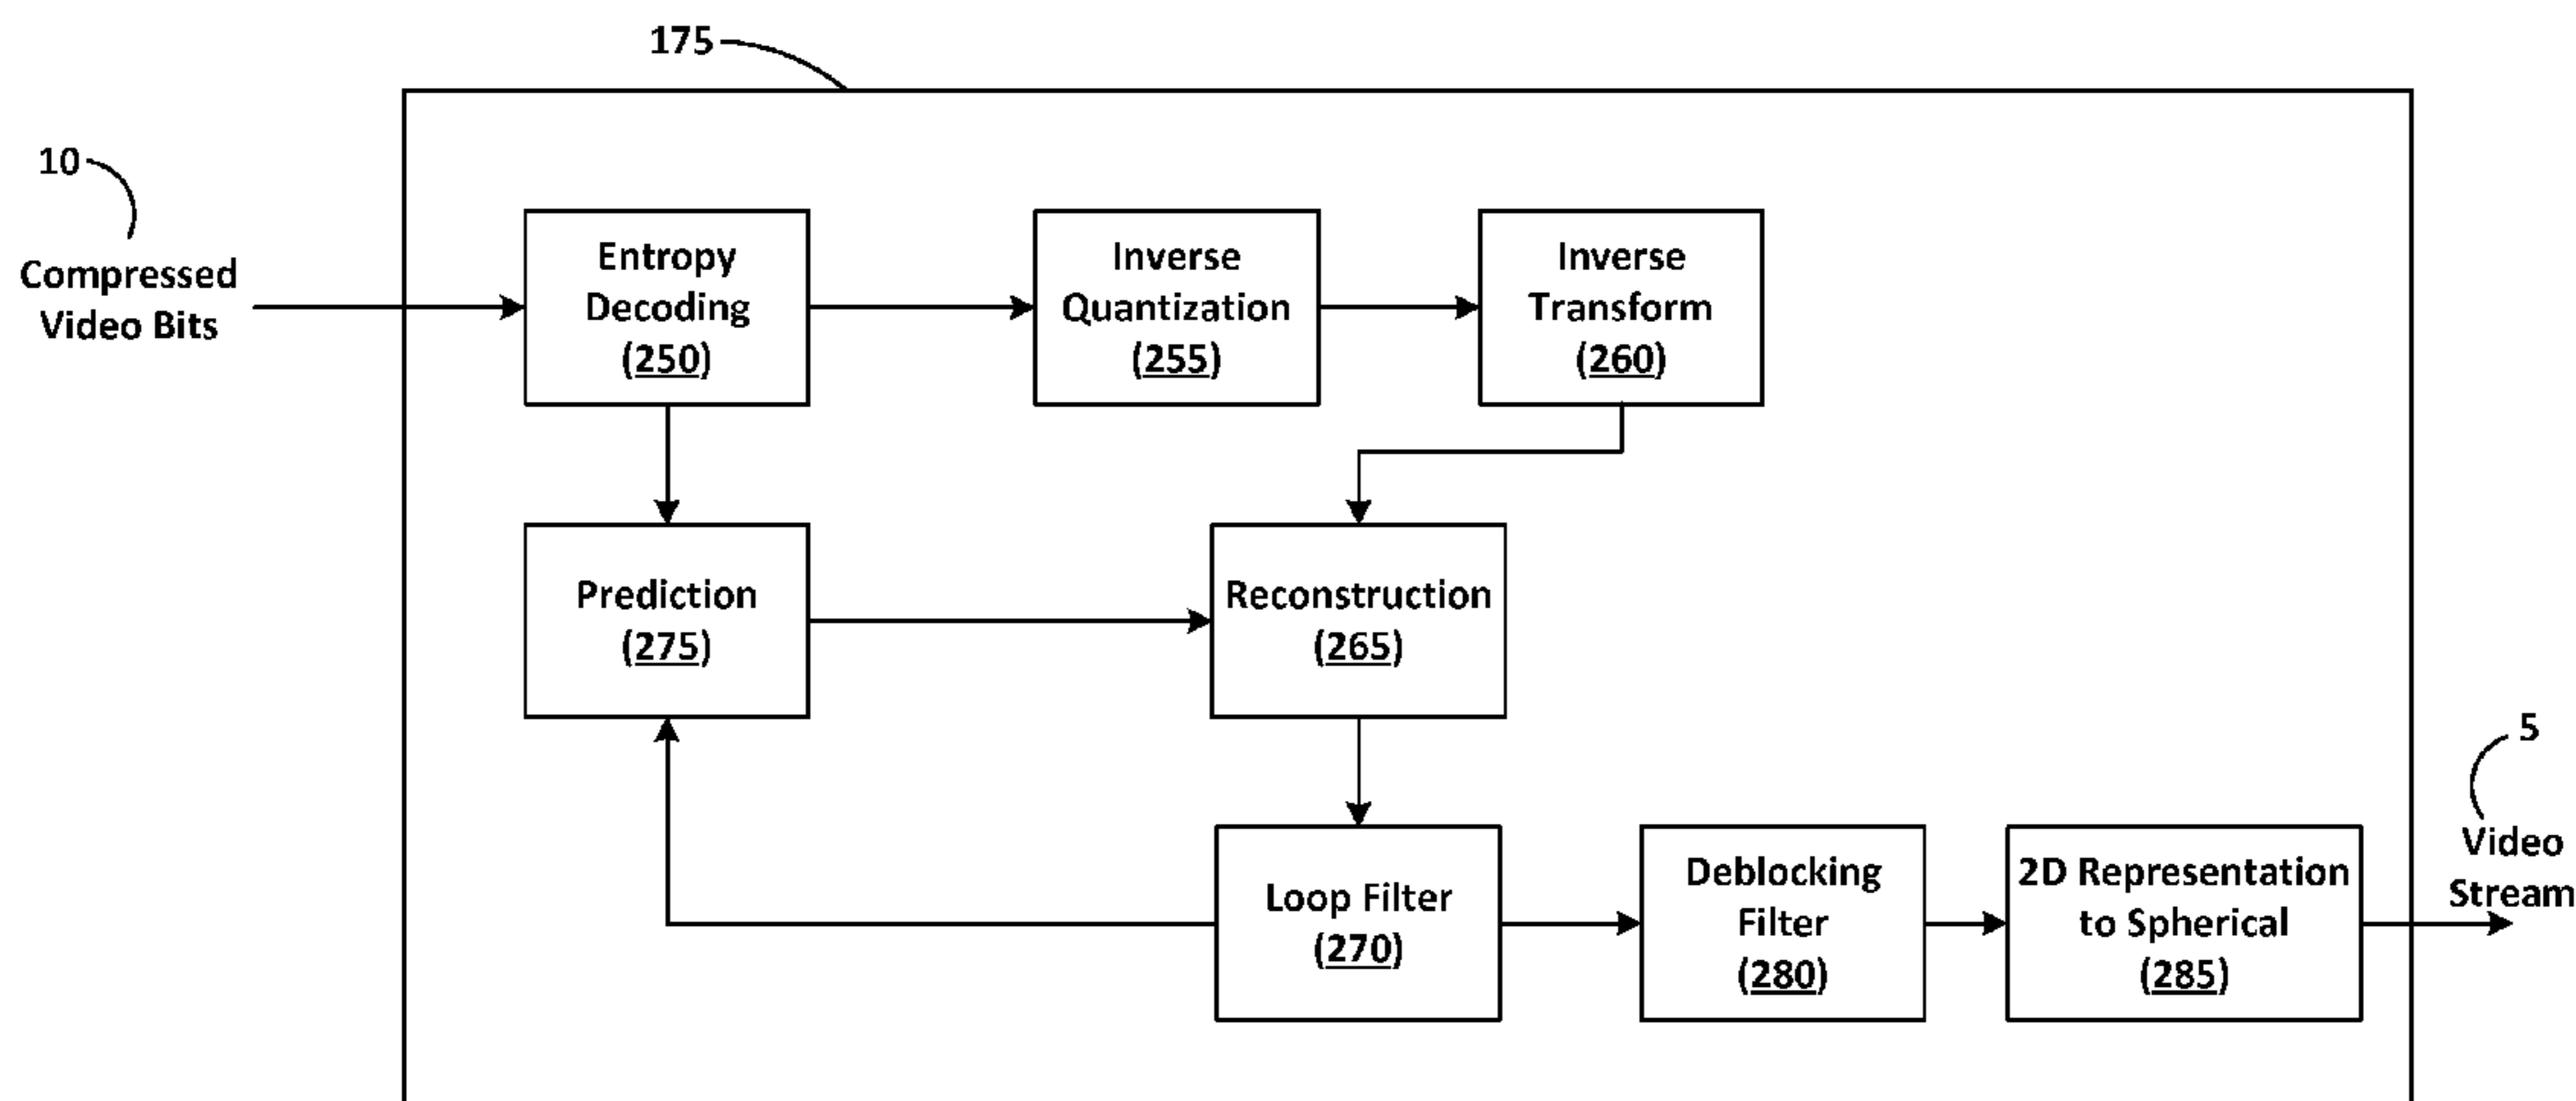 175
10
Compressed
Video Bits
Entropy
Decoding
(250)
Inverse
Quantization
(255)
Inverse
Transform
(260)
Prediction
(275)
Reconstruction
(265)
Loop Filter
(270)
Deblocking
Filter
(280)
2D Representation
to Spherical
(285)
5
Video
Stream